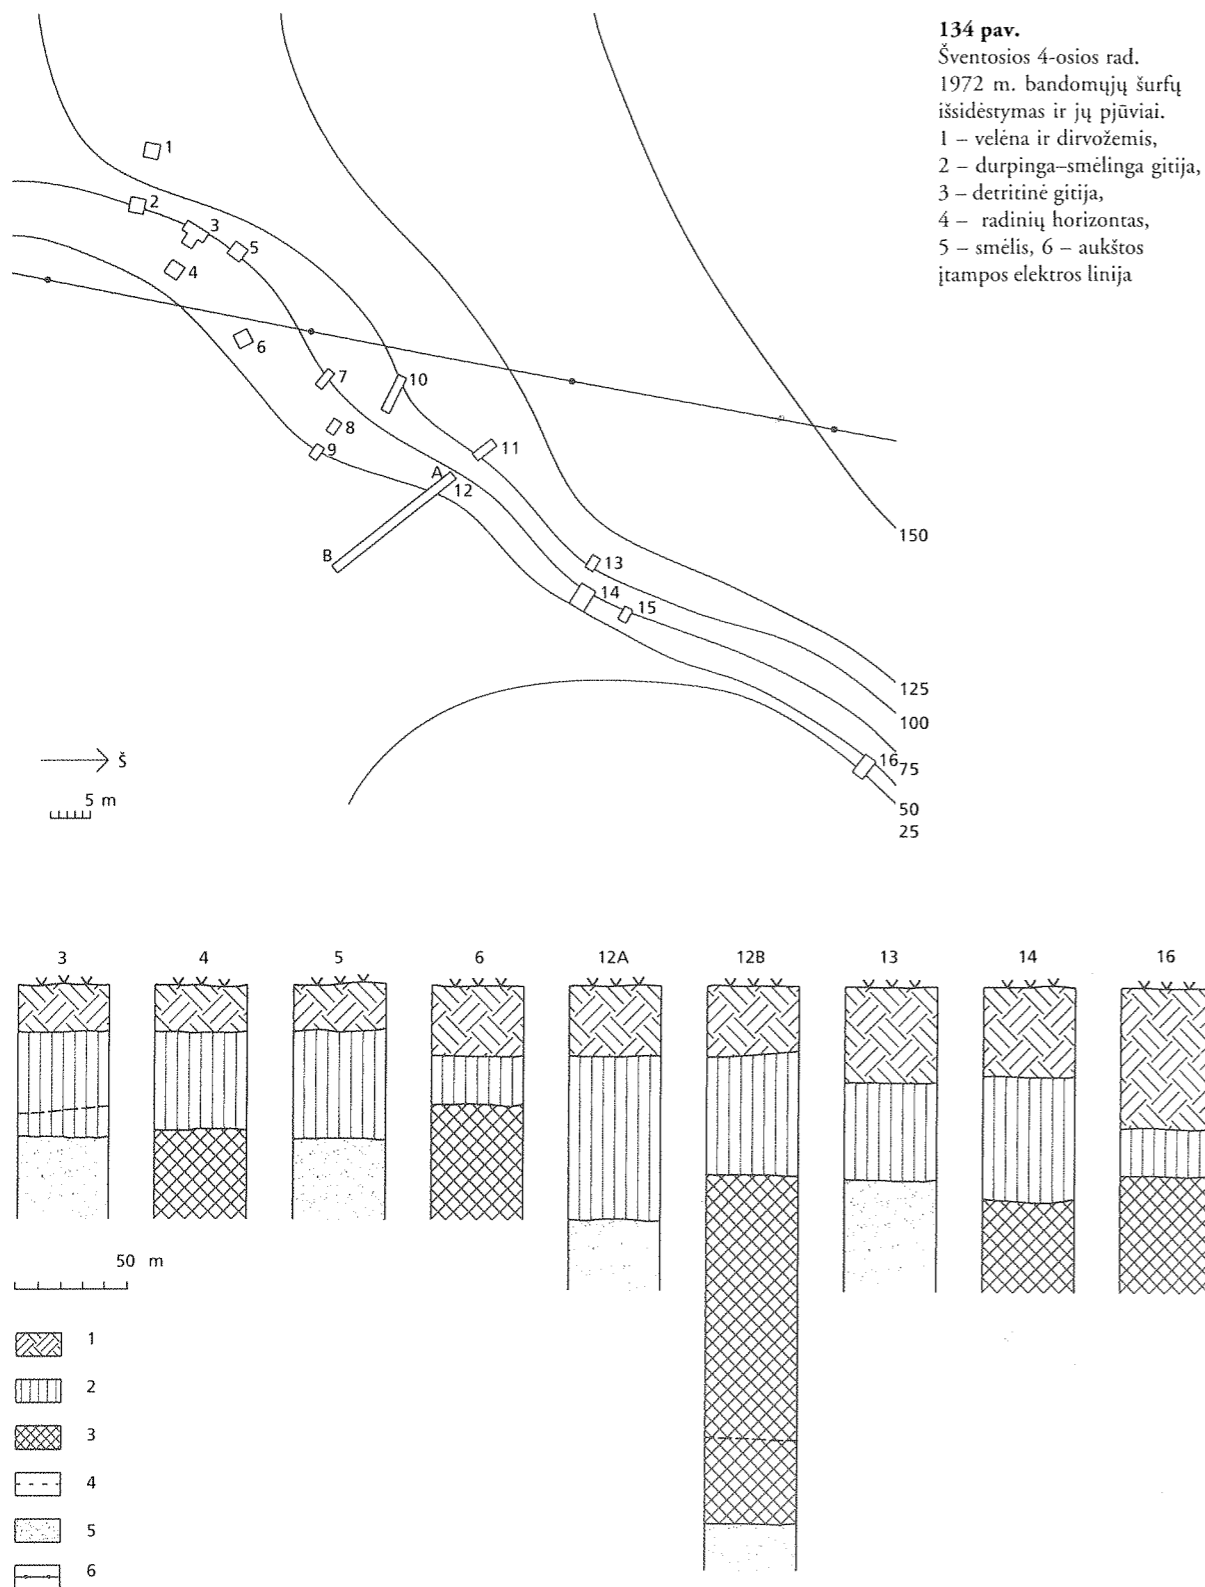 134 pav.
Šventosios 4-osios rad.
1972 m. bandomųjų šurfų
išsidėstymas ir jų pjūviai.
1 – velėna ir dirvožemis,
2 – durpinga–smėlinga gitija,
3 – detritinė gitija,
4 – radinių horizontas,
5 – smėlis, 6 – aukštos
įtampos elektros linija
1
2
3
5
4
6
7
10
8
9
11
A
12
B
13
14
15
16
150
125
100
75
50
25
Š
5 m
3 4 5 6 12A 12B 13 14 16
50 m
1
2
3
4
5
6